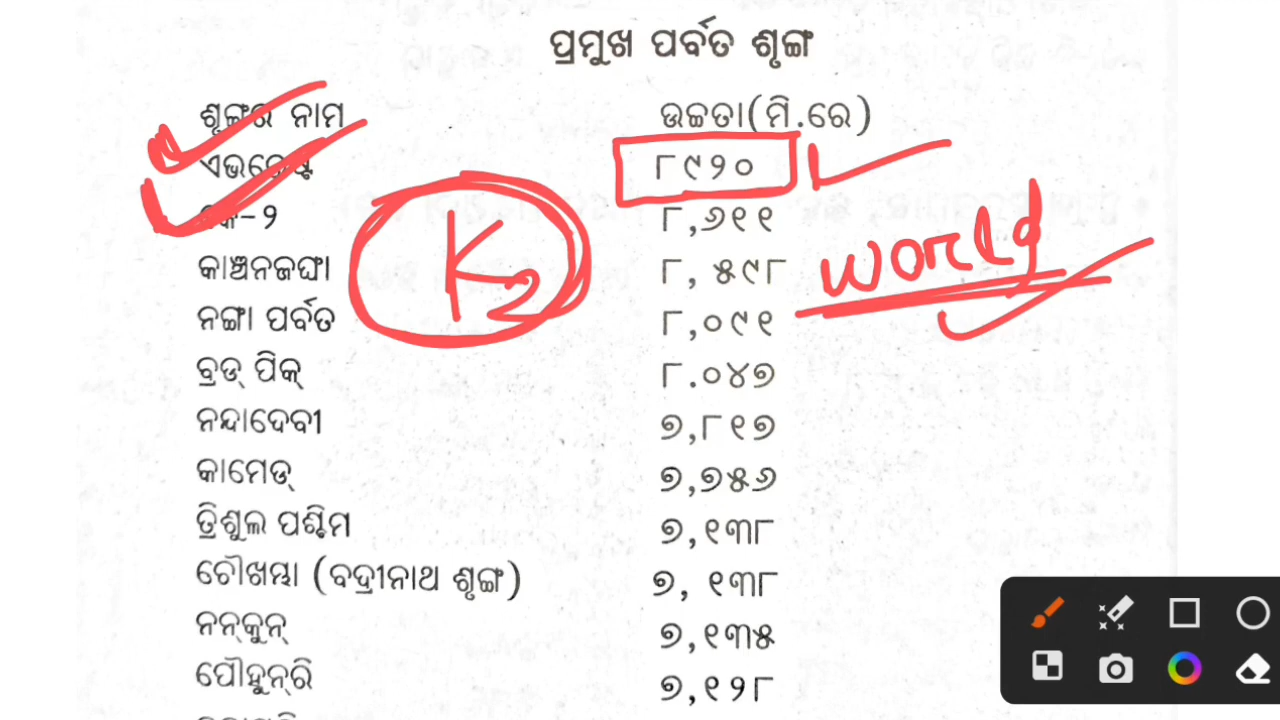 ପ୍ରମୁଖ ପର୍ବତ ଶୃଙ୍ଗ
ଶୃଙ୍ଗର ନାମ ଉଚ୍ଚତା(ମି.ରେ)
ଏଭରେଷ୍ଟ ୮୯୨୦
କେ-୨ ୮,୬୧୧
K2 world
କାଞ୍ଚନଜଙ୍ଘା ୮, ୫୯୮
ନଙ୍ଗା ପର୍ବତ ୮,୦୯୧
ବ୍ରଡ୍ ପିକ୍ ୮.୦୪୭
ନନ୍ଦାଦେବୀ ୭,୮୧୭
କାମେଡ୍ ୭,୭୫୬
ତ୍ରିଶୁଲ ପଶ୍ଚିମ ୭,୧୩୮
ଚୌଖମ୍ଭା (ବଦ୍ରୀନାଥ ଶୃଙ୍ଗ) ୭, ୧୩୮
ନନ୍‌କୁନ୍ ୭,୧୩୫
ପୌହୁନ୍‌ରି ୭,୧୨୮